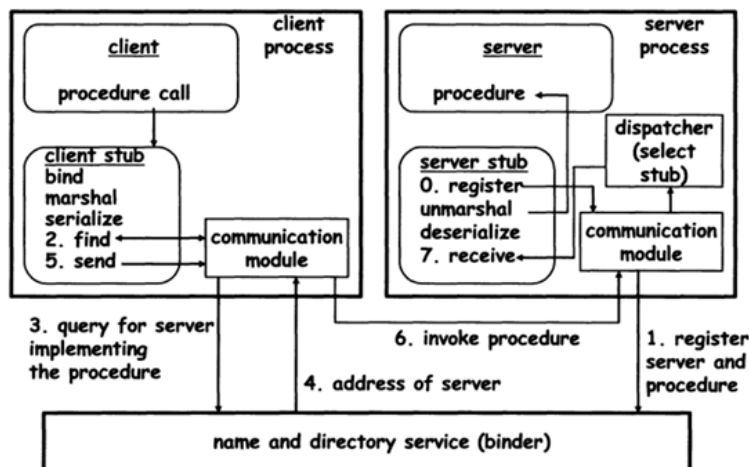 client
process
client
procedure call
client stub
bind
marshal
serialize
2. find
5. send
communication
module
server
process
server
procedure
dispatcher
(select
stub)
server stub
0. register
unmarshal
deserialize
7. receive
communication
module
3. query for server
implementing
the procedure
4. address of server
6. invoke procedure
1. register
server and
procedure
name and directory service (binder)